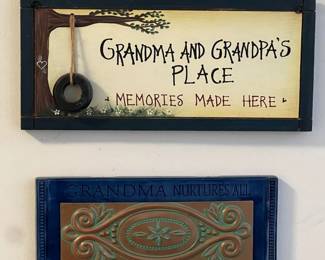 GRANDMA AND GRANDPA'S
PLACE
MEMORIES MADE HERE
GRANDMA NURTURES ALL